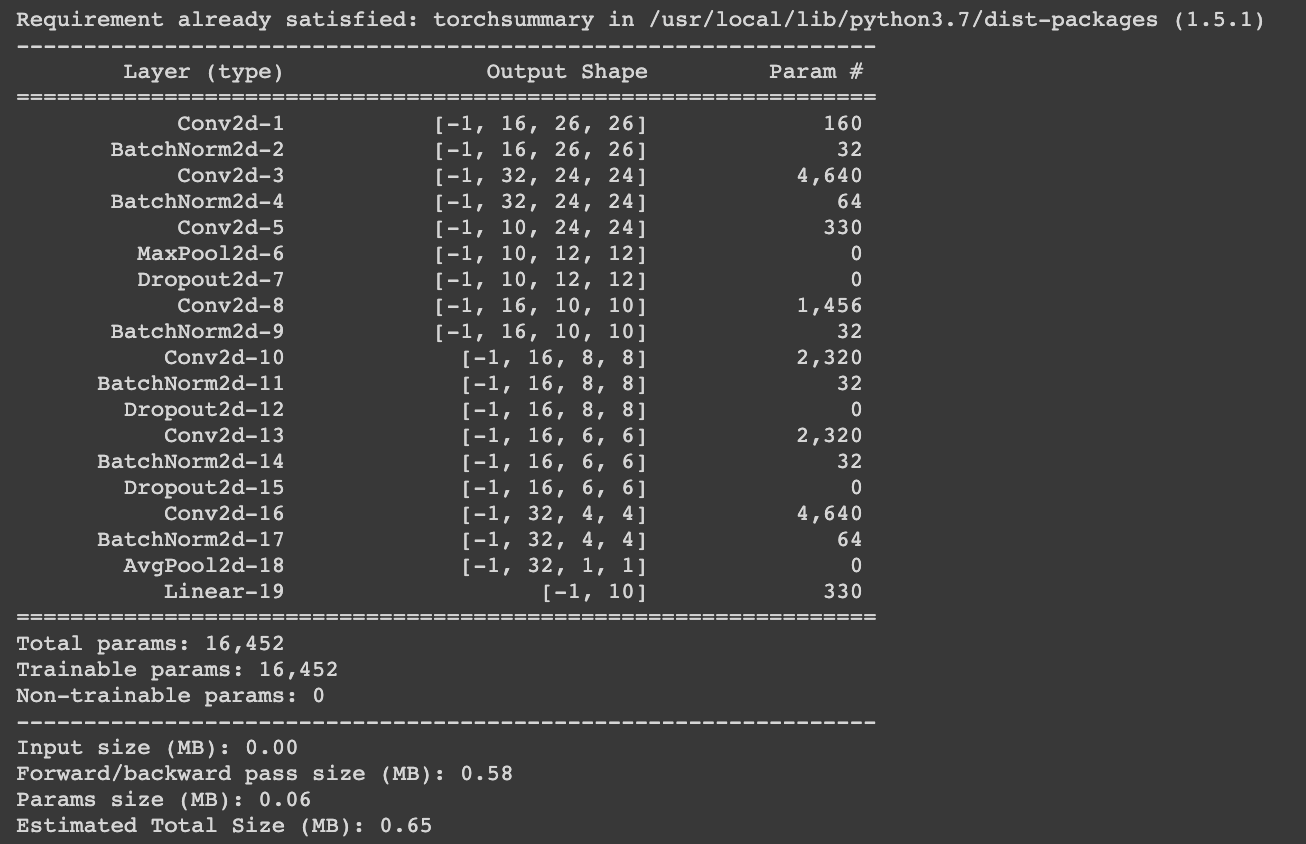 Requirement already satisfied: torchsummary in /usr/local/lib/python3.7/dist-packages (1.5.1)
----------------------------------------------------------------
        Layer (type)               Output Shape         Param #
================================================================
            Conv2d-1           [-1, 16, 26, 26]             160
       BatchNorm2d-2           [-1, 16, 26, 26]              32
            Conv2d-3           [-1, 32, 24, 24]           4,640
       BatchNorm2d-4           [-1, 32, 24, 24]              64
            Conv2d-5           [-1, 10, 24, 24]             330
         MaxPool2d-6           [-1, 10, 12, 12]               0
         Dropout2d-7           [-1, 10, 12, 12]               0
            Conv2d-8           [-1, 16, 10, 10]           1,456
       BatchNorm2d-9           [-1, 16, 10, 10]              32
           Conv2d-10             [-1, 16, 8, 8]           2,320
      BatchNorm2d-11             [-1, 16, 8, 8]              32
        Dropout2d-12             [-1, 16, 8, 8]               0
           Conv2d-13             [-1, 16, 6, 6]           2,320
      BatchNorm2d-14             [-1, 16, 6, 6]              32
        Dropout2d-15             [-1, 16, 6, 6]               0
           Conv2d-16             [-1, 32, 4, 4]           4,640
      BatchNorm2d-17             [-1, 32, 4, 4]              64
        AvgPool2d-18             [-1, 32, 1, 1]               0
           Linear-19                   [-1, 10]             330
================================================================
Total params: 16,452
Trainable params: 16,452
Non-trainable params: 0
----------------------------------------------------------------
Input size (MB): 0.00
Forward/backward pass size (MB): 0.58
Params size (MB): 0.06
Estimated Total Size (MB): 0.65